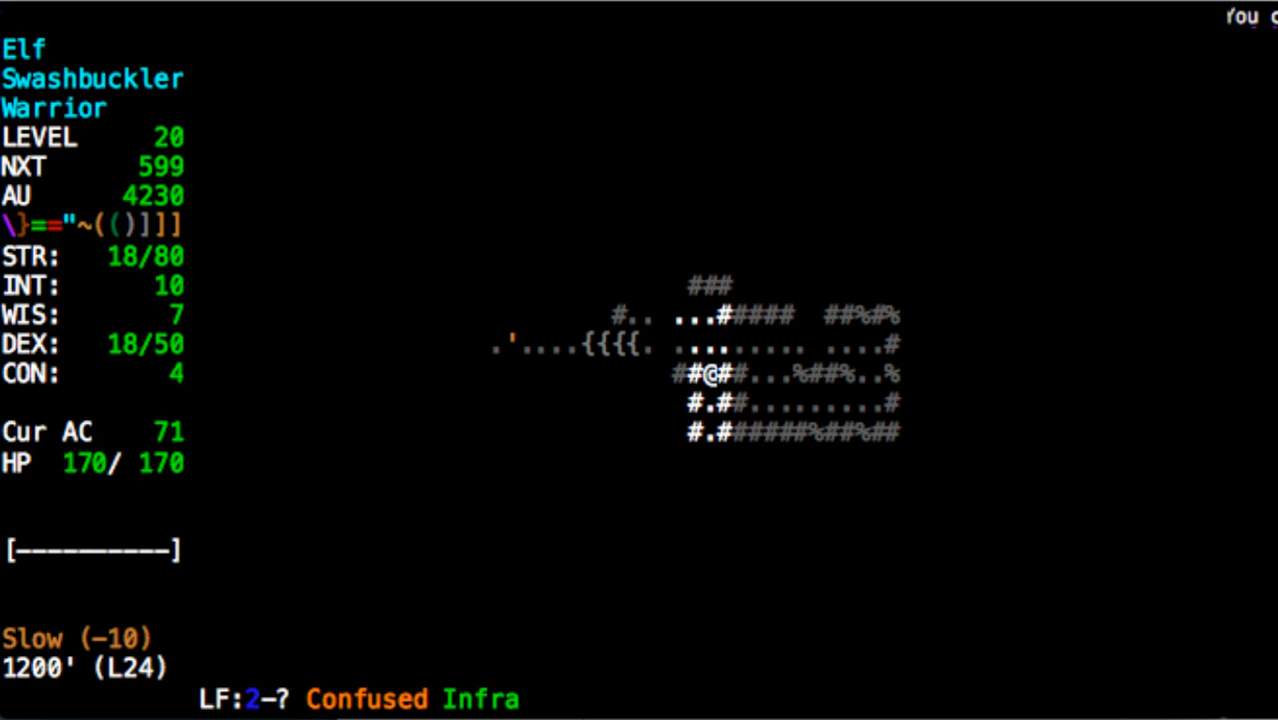 You
Elf
Swashbuckler
Warrior
LEVEL 20
NXT 599
AU 4230
\}=="~(()]]]
STR: 18/80
INT: 10
WIS: 7
DEX: 18/50
CON: 4
Cur AC 71
HP 170/ 170
[----------]
Slow (-10)
1200' (L24)
LF:2-? Confused Infra
###
#.. ...##### ##%#%
.'....{{{{. ......... ....#
##@##...%##%..%
#.##.........#
#.######%##%##